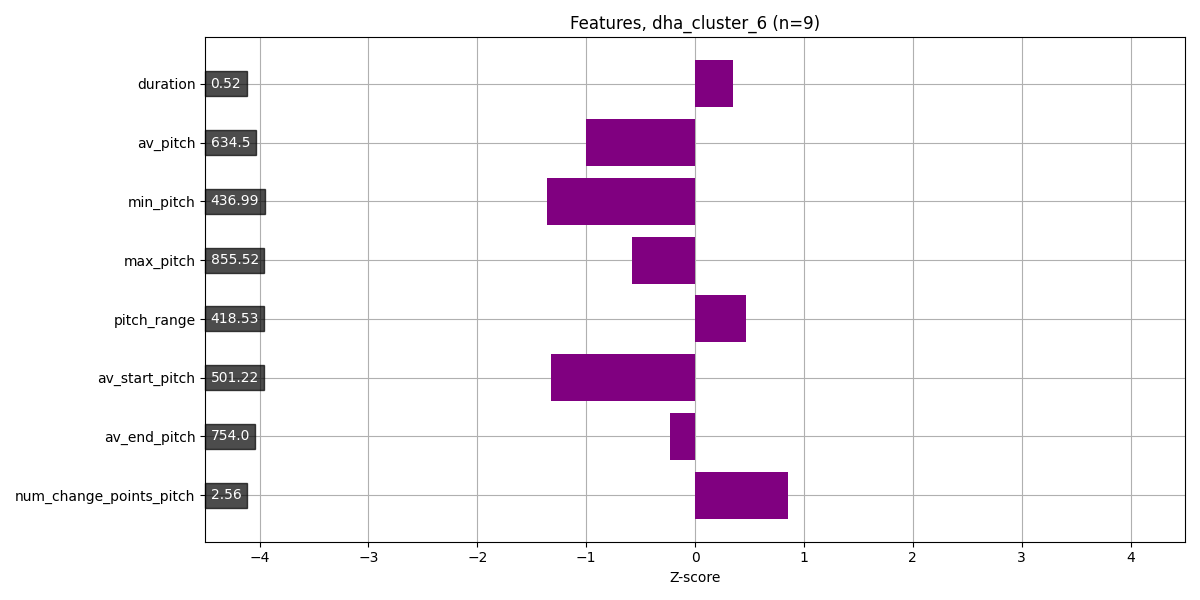 Features, dha_cluster_6 (n=9)
duration 0.52
av_pitch 634.5
min_pitch 436.99
max_pitch 855.52
pitch_range 418.53
av_start_pitch 501.22
av_end_pitch 754.0
num_change_points_pitch 2.56
−4 −3 −2 −1 0 1 2 3 4
Z-score